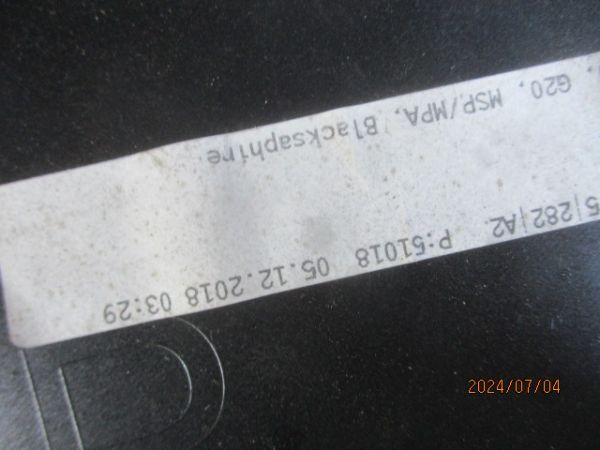 G20, MSP/MPA, Blacksaphire
5|282|A2 P:51018 05.12.2018 03:29
2024/07/04